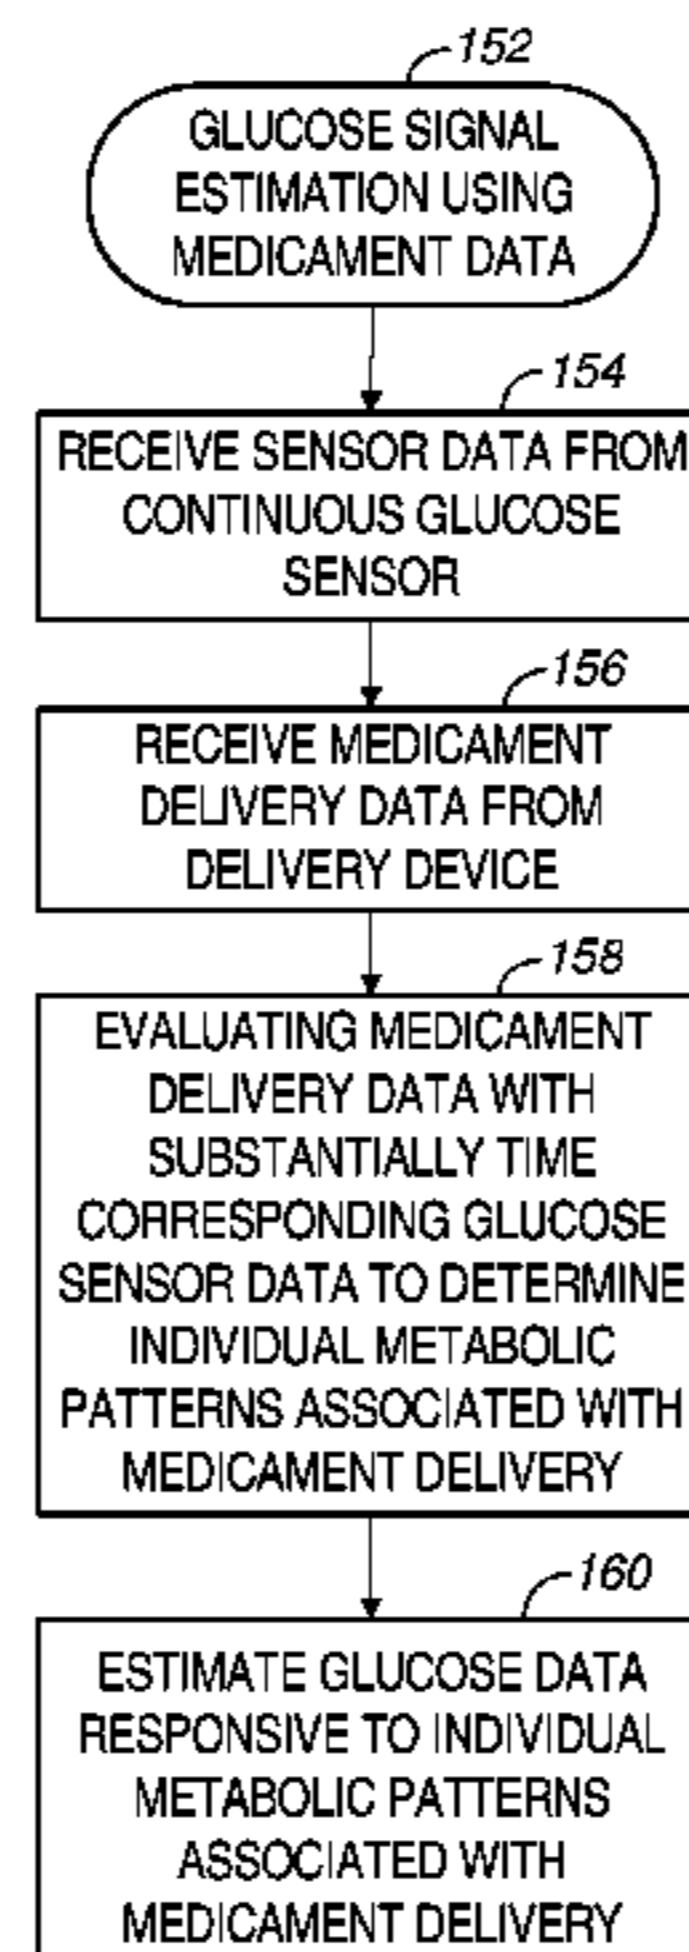 152
GLUCOSE SIGNAL
ESTIMATION USING
MEDICAMENT DATA
154
RECEIVE SENSOR DATA FROM
CONTINUOUS GLUCOSE
SENSOR
156
RECEIVE MEDICAMENT
DELIVERY DATA FROM
DELIVERY DEVICE
158
EVALUATING MEDICAMENT
DELIVERY DATA WITH
SUBSTANTIALLY TIME
CORRESPONDING GLUCOSE
SENSOR DATA TO DETERMINE
INDIVIDUAL METABOLIC
PATTERNS ASSOCIATED WITH
MEDICAMENT DELIVERY
160
ESTIMATE GLUCOSE DATA
RESPONSIVE TO INDIVIDUAL
METABOLIC PATTERNS
ASSOCIATED WITH
MEDICAMENT DELIVERY